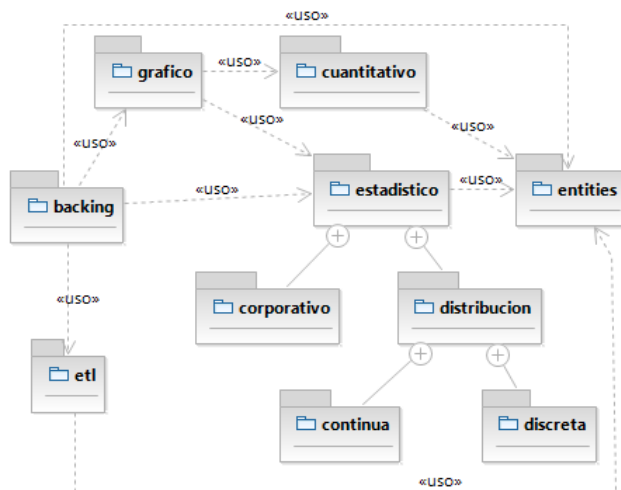 «uso»
grafico
«uso»
cuantitativo
«uso»
«uso»
«uso»
backing
«uso»
estadistico
«uso»
entities
«uso»
corporativo
distribucion
etl
continua
discreta
«uso»